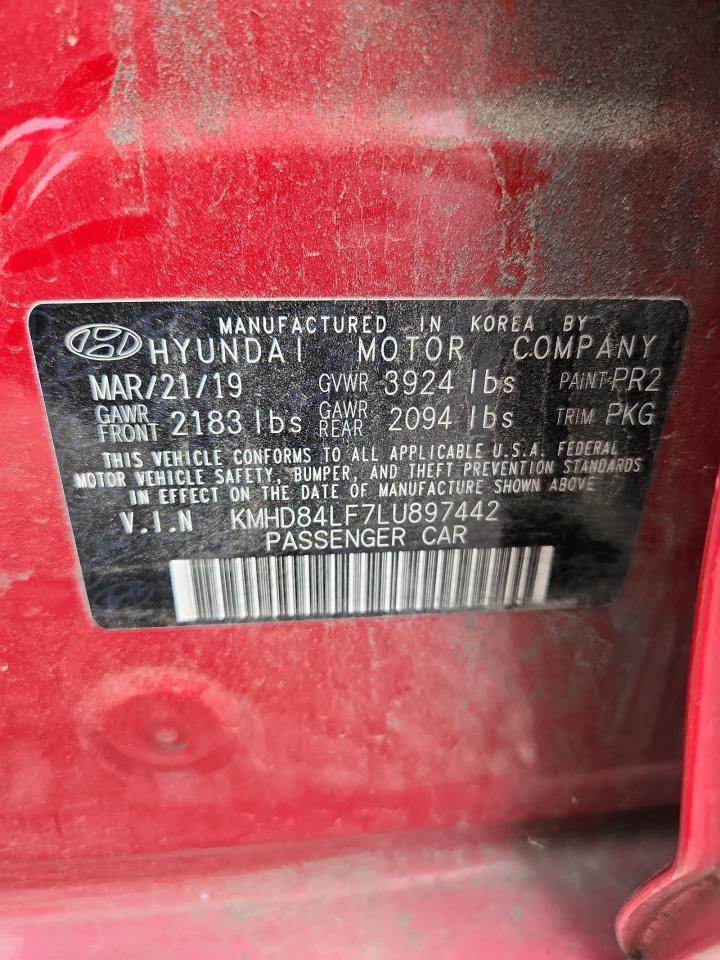 MANUFACTURED IN KOREA BY
HYUNDAI MOTOR COMPANY
MAR/21/19 GVWR 3924 lbs PAINT PR2
GAWR FRONT 2183 lbs GAWR REAR 2094 lbs TRIM PKG
THIS VEHICLE CONFORMS TO ALL APPLICABLE U.S.A. FEDERAL
MOTOR VEHICLE SAFETY, BUMPER, AND THEFT PREVENTION STANDARDS
IN EFFECT ON THE DATE OF MANUFACTURE SHOWN ABOVE
V.I.N KMHD84LF7LU897442
PASSENGER CAR